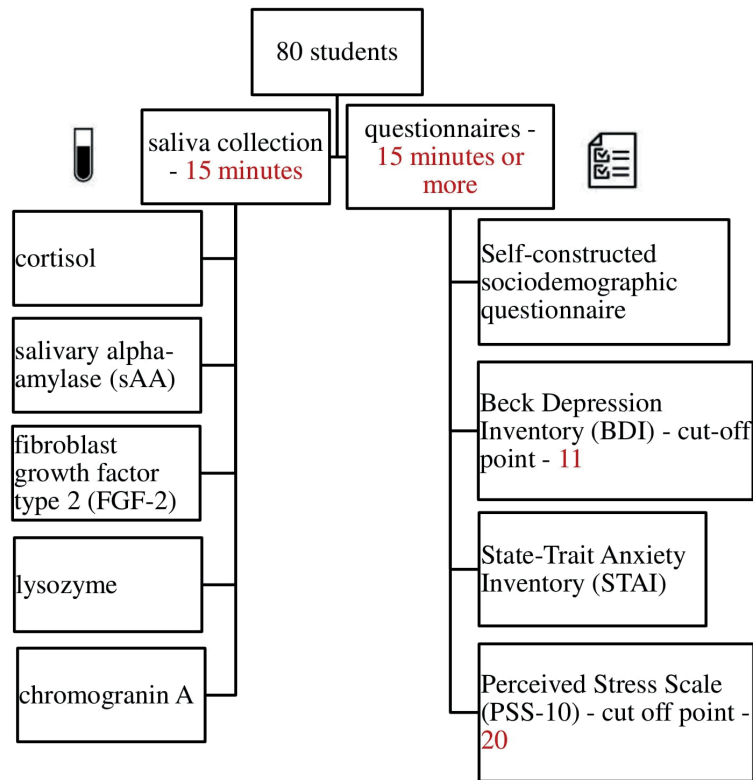 80 students
saliva collection
- 15 minutes
questionnaires -
15 minutes or
more
cortisol
salivary alpha-
amylase (sAA)
fibroblast
growth factor
type 2 (FGF-2)
lysozyme
chromogranin A
Self-constructed
sociodemographic
questionnaire
Beck Depression
Inventory (BDI) - cut-off
point - 11
State-Trait Anxiety
Inventory (STAI)
Perceived Stress Scale
(PSS-10) - cut off point -
20